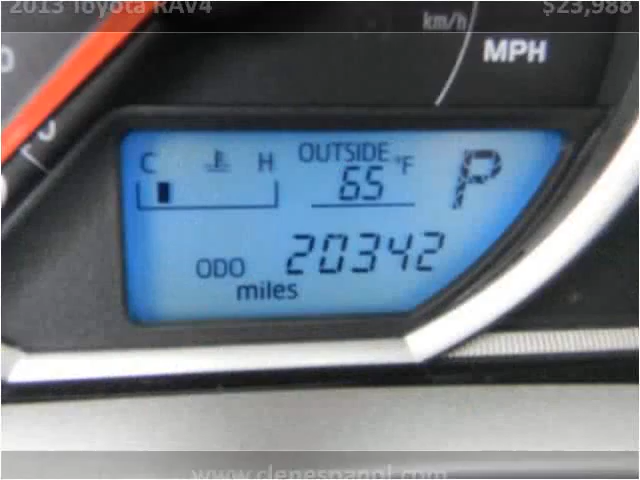 2013 Toyota RAV4 $23,988
km/h
MPH
C H OUTSIDE °F P
65
ODO 20342
miles